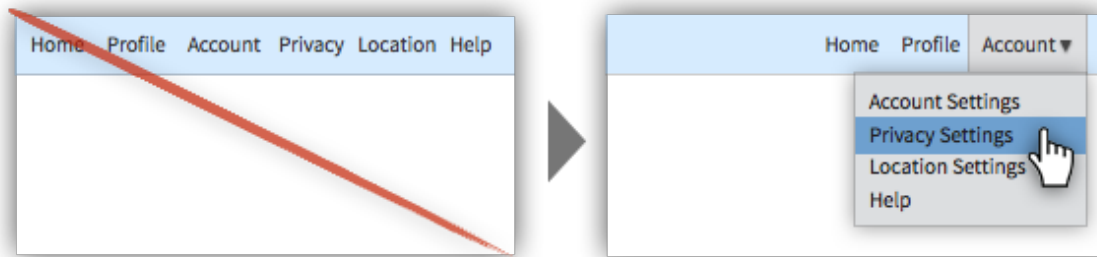 Home Profile Account Privacy Location Help
Home Profile Account▼
Account Settings
Privacy Settings
Location Settings
Help